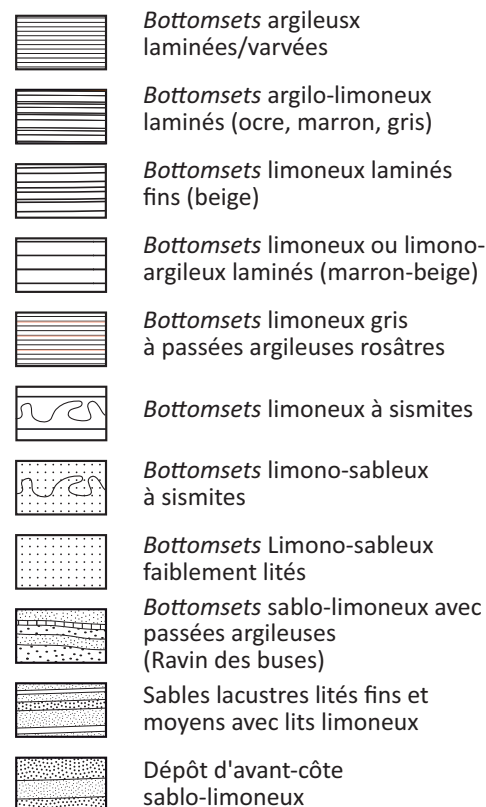 Bottomsets argileusx
laminées/varvées
Bottomsets argilo-limoneux
laminés (ocre, marron, gris)
Bottomsets limoneux laminés
fins (beige)
Bottomsets limoneux ou limono-
argileux laminés (marron-beige)
Bottomsets limoneux gris
à passées argileuses rosâtres
Bottomsets limoneux à sismites
Bottomsets limono-sableux
à sismites
Bottomsets Limono-sableux
faiblement lités
Bottomsets sablo-limoneux avec
passées argileuses
(Ravin des buses)
Sables lacustres lités fins et
moyens avec lits limoneux
Dépôt d'avant-côte
sablo-limoneux